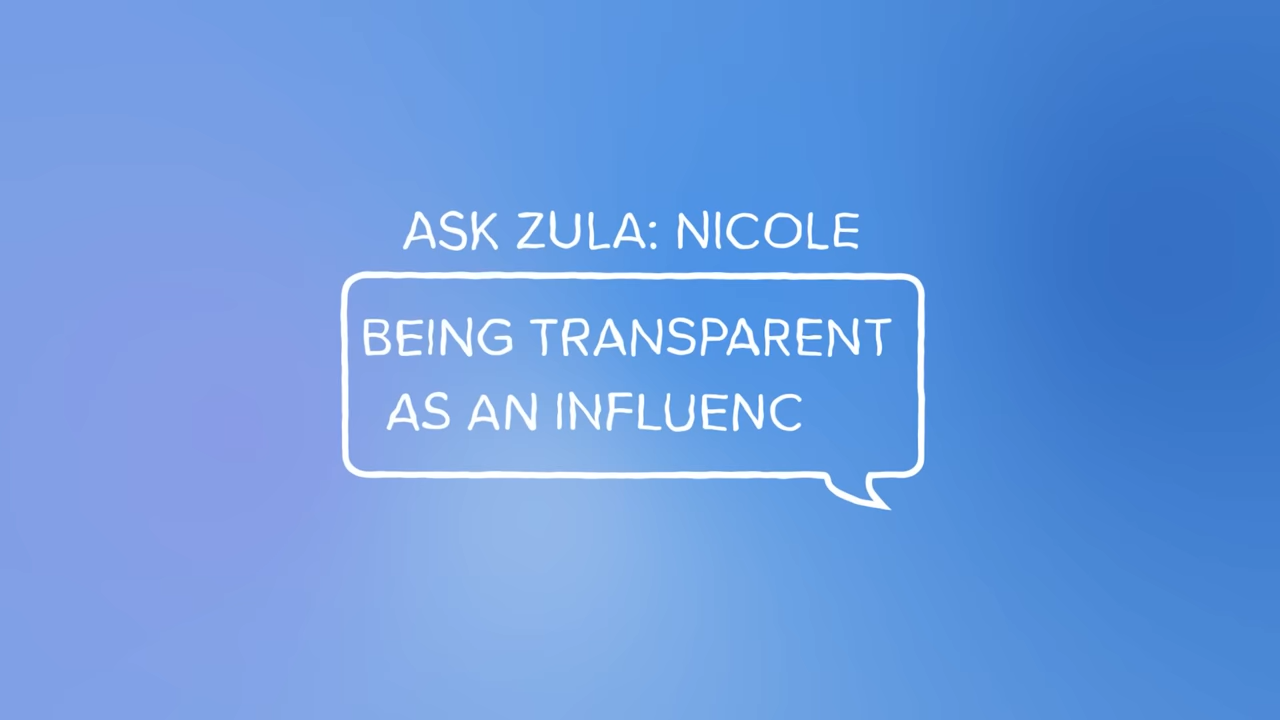 ASK ZULA: NICOLE
BEING TRANSPARENT
AS AN INFLUENC